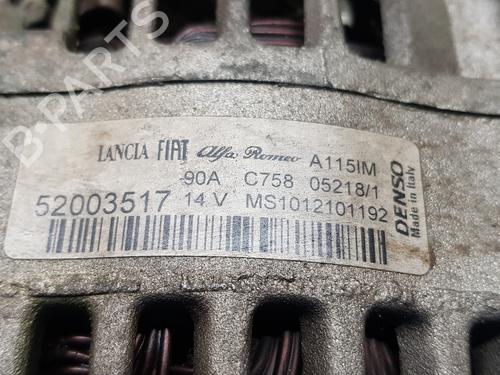 LANCIA FIAT Alfa Romeo A115IM
90A C758 05218/1
52003517 14 V MS1012101192
DENSO
Made in Italy
B-Parts